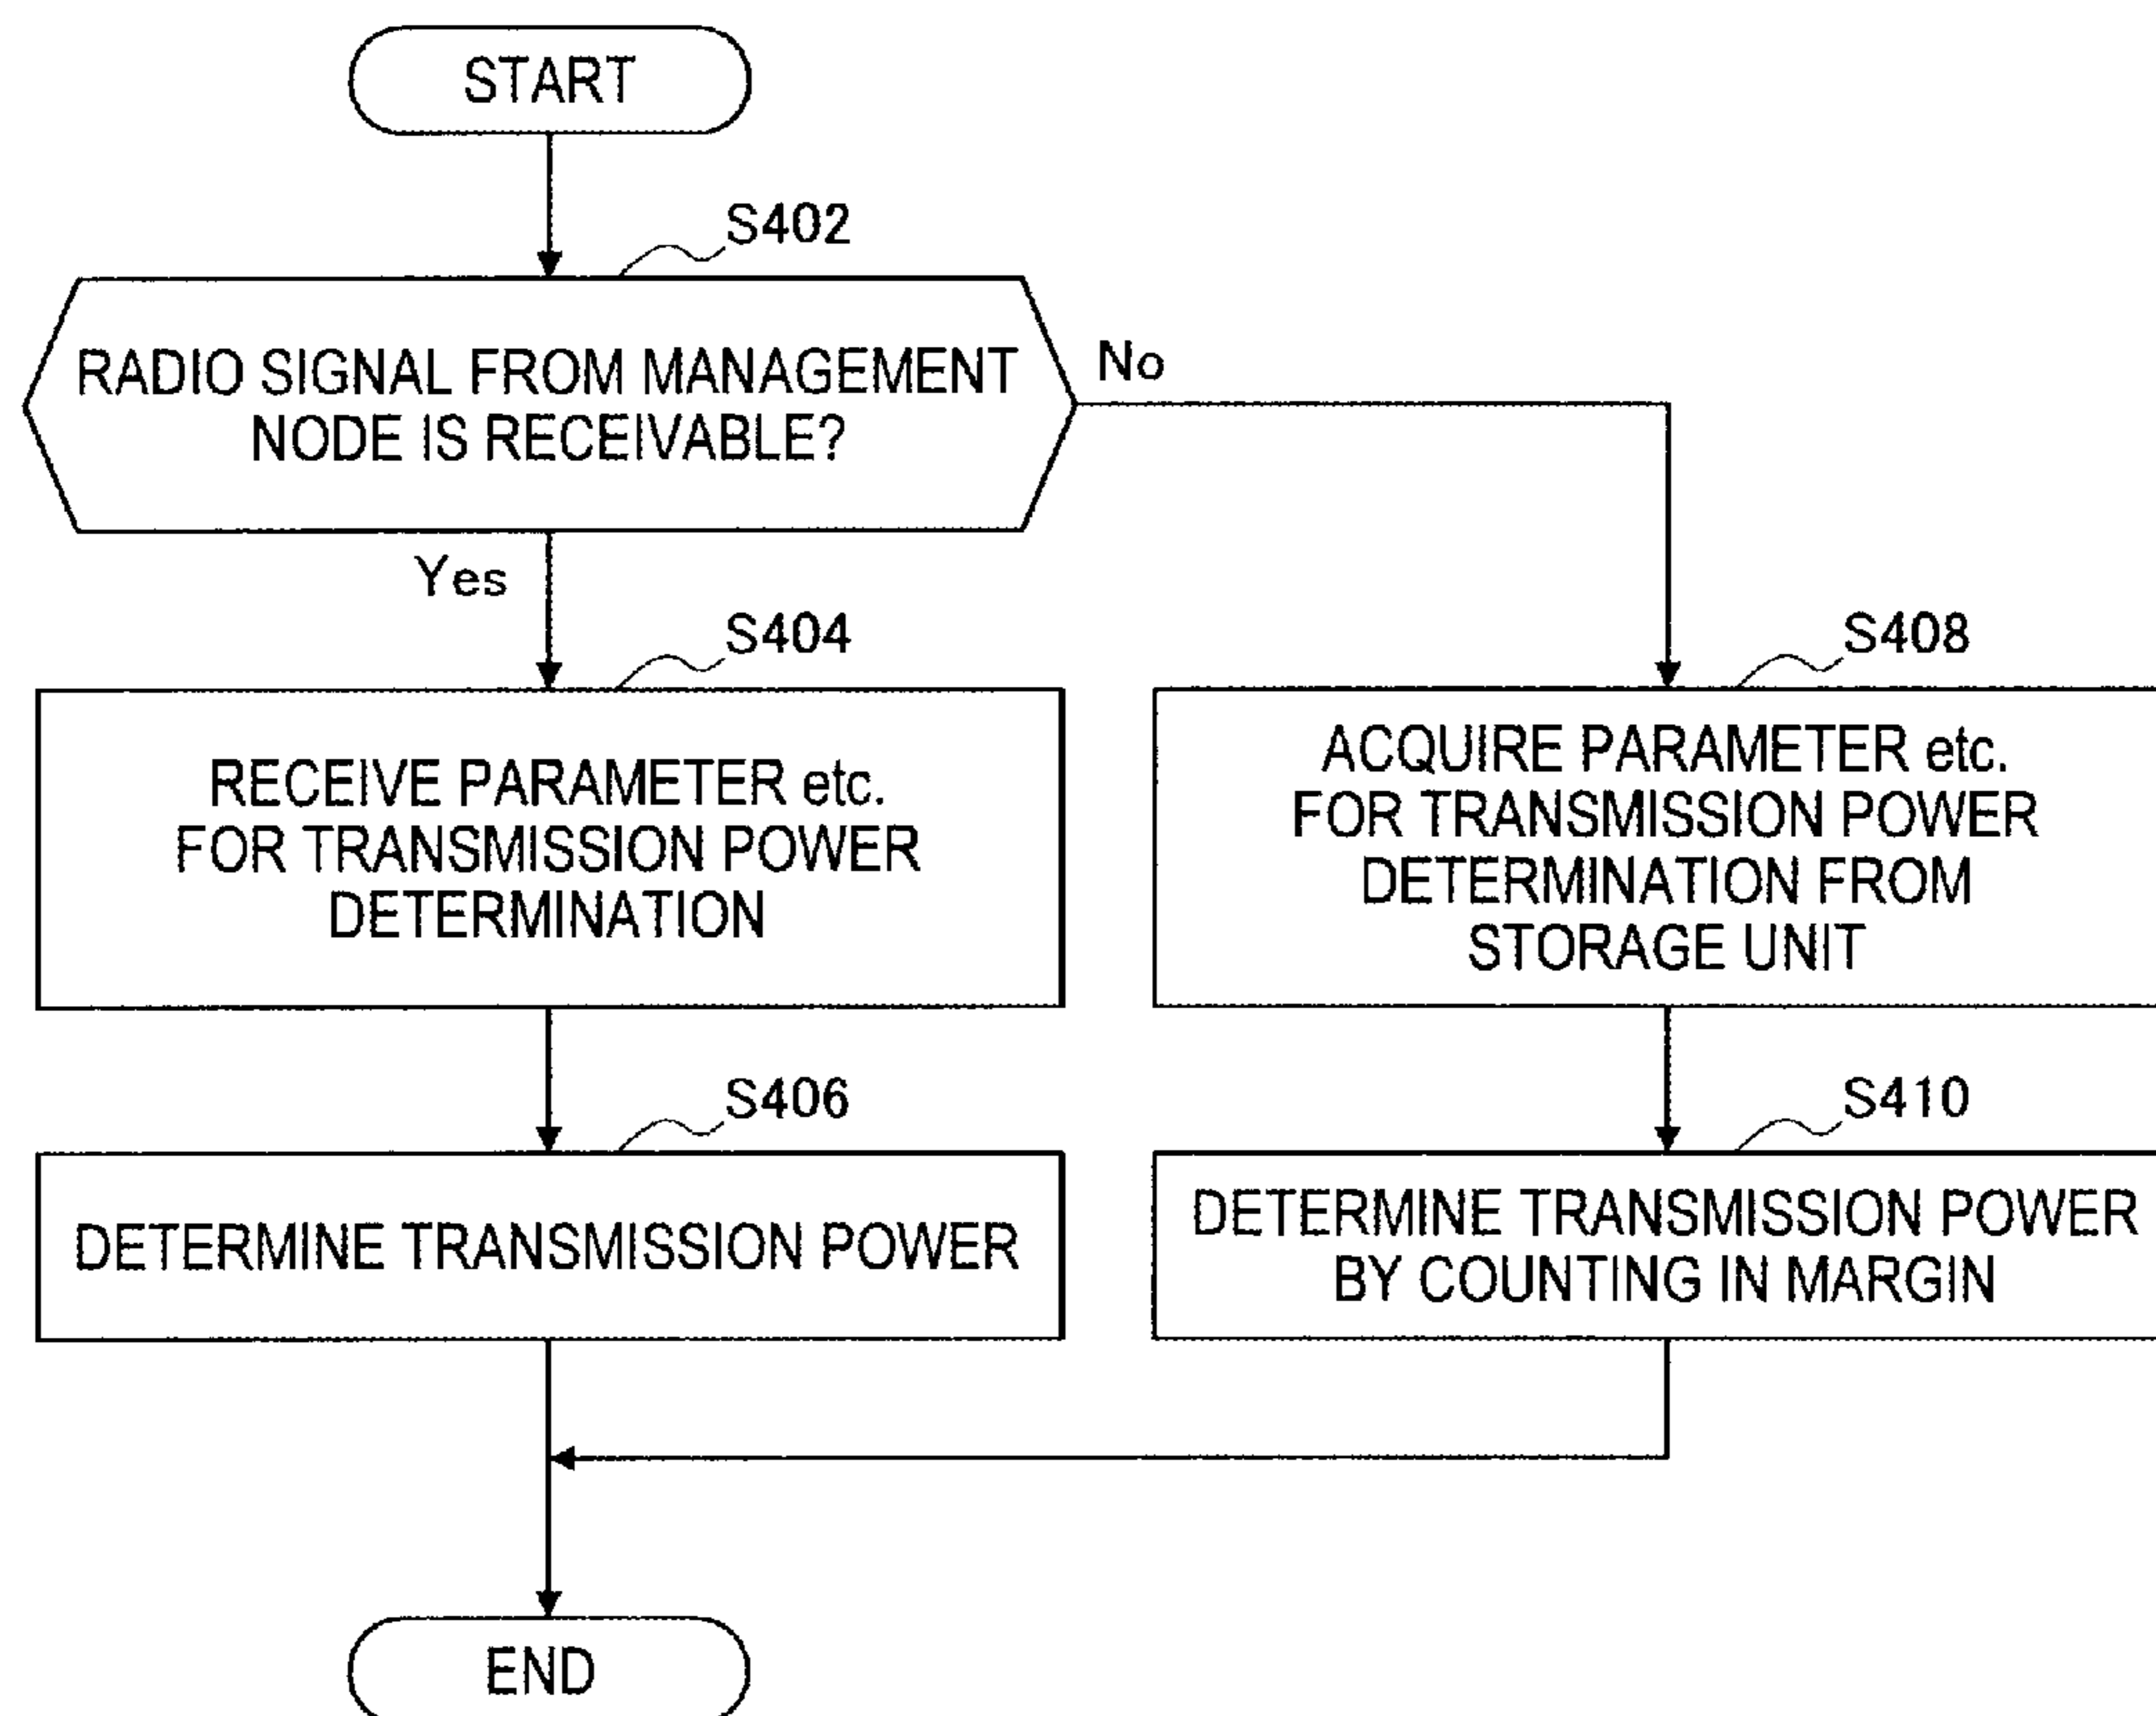 START
S402
RADIO SIGNAL FROM MANAGEMENT
NODE IS RECEIVABLE?
No
Yes
S404
RECEIVE PARAMETER etc.
FOR TRANSMISSION POWER
DETERMINATION
S408
ACQUIRE PARAMETER etc.
FOR TRANSMISSION POWER
DETERMINATION FROM
STORAGE UNIT
S406
DETERMINE TRANSMISSION POWER
S410
DETERMINE TRANSMISSION POWER
BY COUNTING IN MARGIN
END